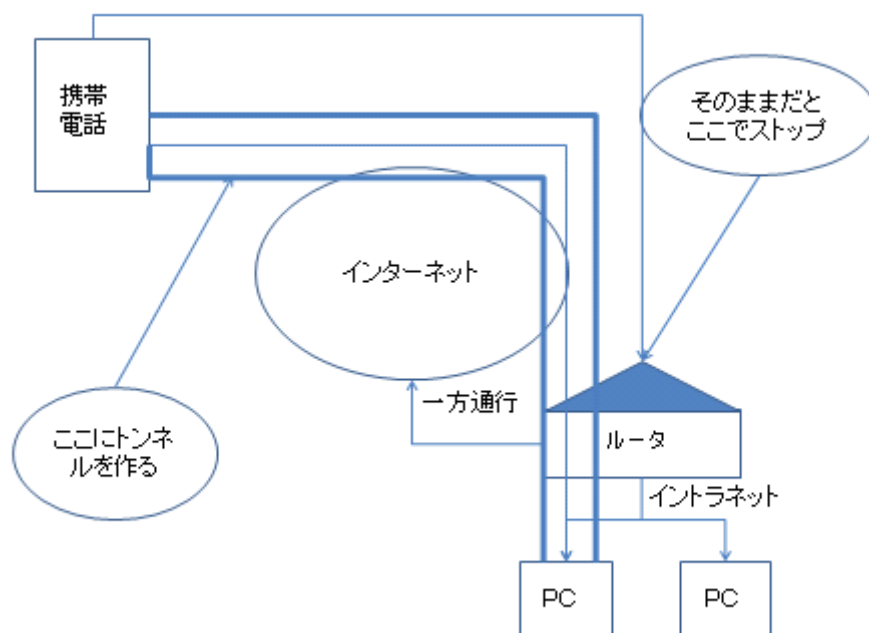 携帯
電話
そのままだと
ここでストップ
インターネット
一方通行
ここにトンネ
ルを作る
ルータ
イントラネット
PC
PC